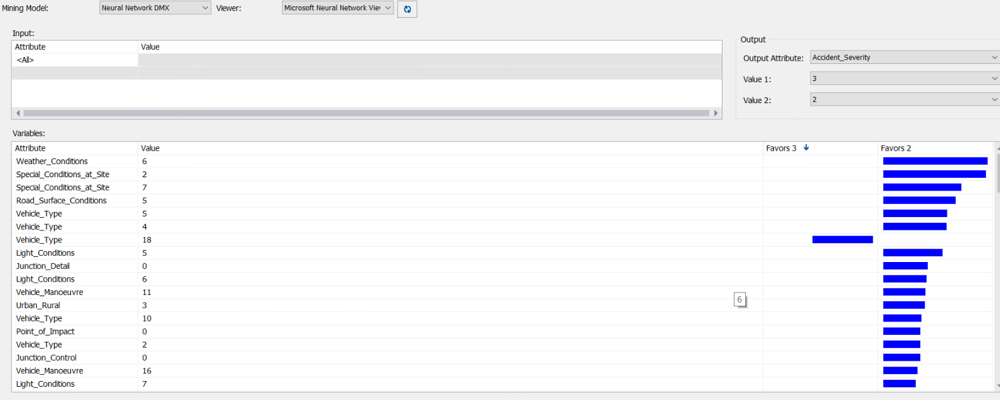 Mining Model: Neural Network DMX Viewer: Microsoft Neural Network Vie
Input:
Attribute Value
<All>
Output
Output Attribute: Accident_Severity
Value 1: 3
Value 2: 2
Variables:
Attribute Value Favors 3 Favors 2
Weather_Conditions 6
Special_Conditions_at_Site 2
Special_Conditions_at_Site 7
Road_Surface_Conditions 5
Vehicle_Type 5
Vehicle_Type 4
Vehicle_Type 18
Light_Conditions 5
Junction_Detail 0
Light_Conditions 6
Vehicle_Manoeuvre 11
6
Urban_Rural 3
Vehicle_Type 10
Point_of_Impact 0
Vehicle_Type 2
Junction_Control 0
Vehicle_Manoeuvre 16
Light_Conditions 7